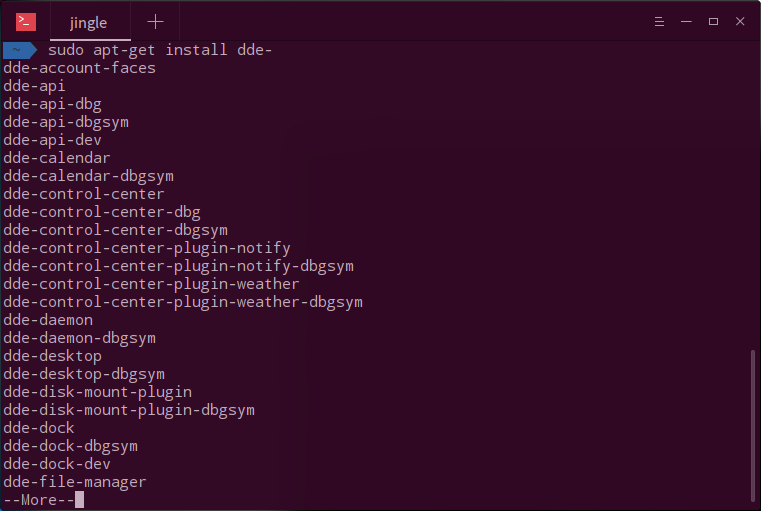 jingle
~ sudo apt-get install dde-
dde-account-faces
dde-api
dde-api-dbg
dde-api-dbgsym
dde-api-dev
dde-calendar
dde-calendar-dbgsym
dde-control-center
dde-control-center-dbg
dde-control-center-dbgsym
dde-control-center-plugin-notify
dde-control-center-plugin-notify-dbgsym
dde-control-center-plugin-weather
dde-control-center-plugin-weather-dbgsym
dde-daemon
dde-daemon-dbgsym
dde-desktop
dde-desktop-dbgsym
dde-disk-mount-plugin
dde-disk-mount-plugin-dbgsym
dde-dock
dde-dock-dbgsym
dde-dock-dev
dde-file-manager
--More--